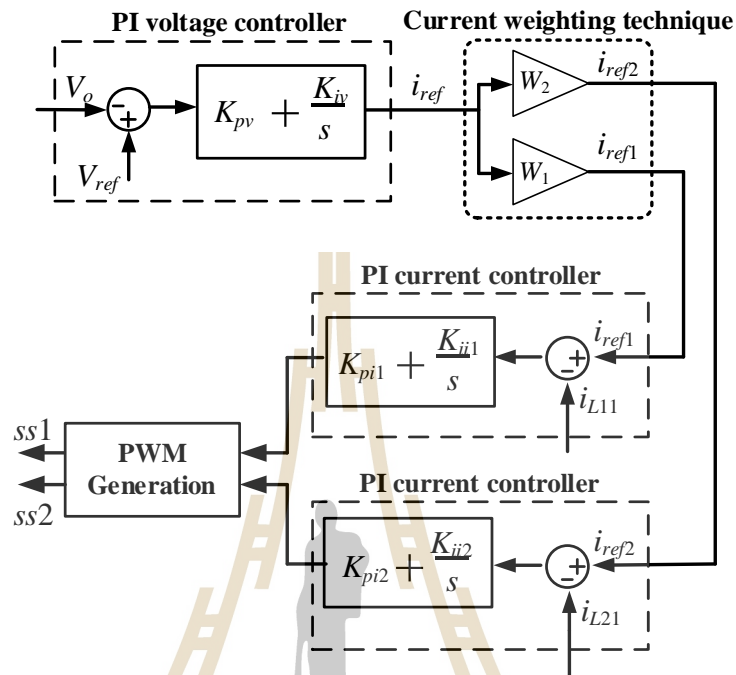 PI voltage controller
Current weighting technique
V_o
-
+
V_ref
K_pv + K_iv/s
i_ref
W_2
i_ref2
W_1
i_ref1
PI current controller
K_pi1 + K_ii1/s
+
-
i_ref1
i_L11
ss1
ss2
PWM
Generation
PI current controller
K_pi2 + K_ii2/s
+
-
i_ref2
i_L21